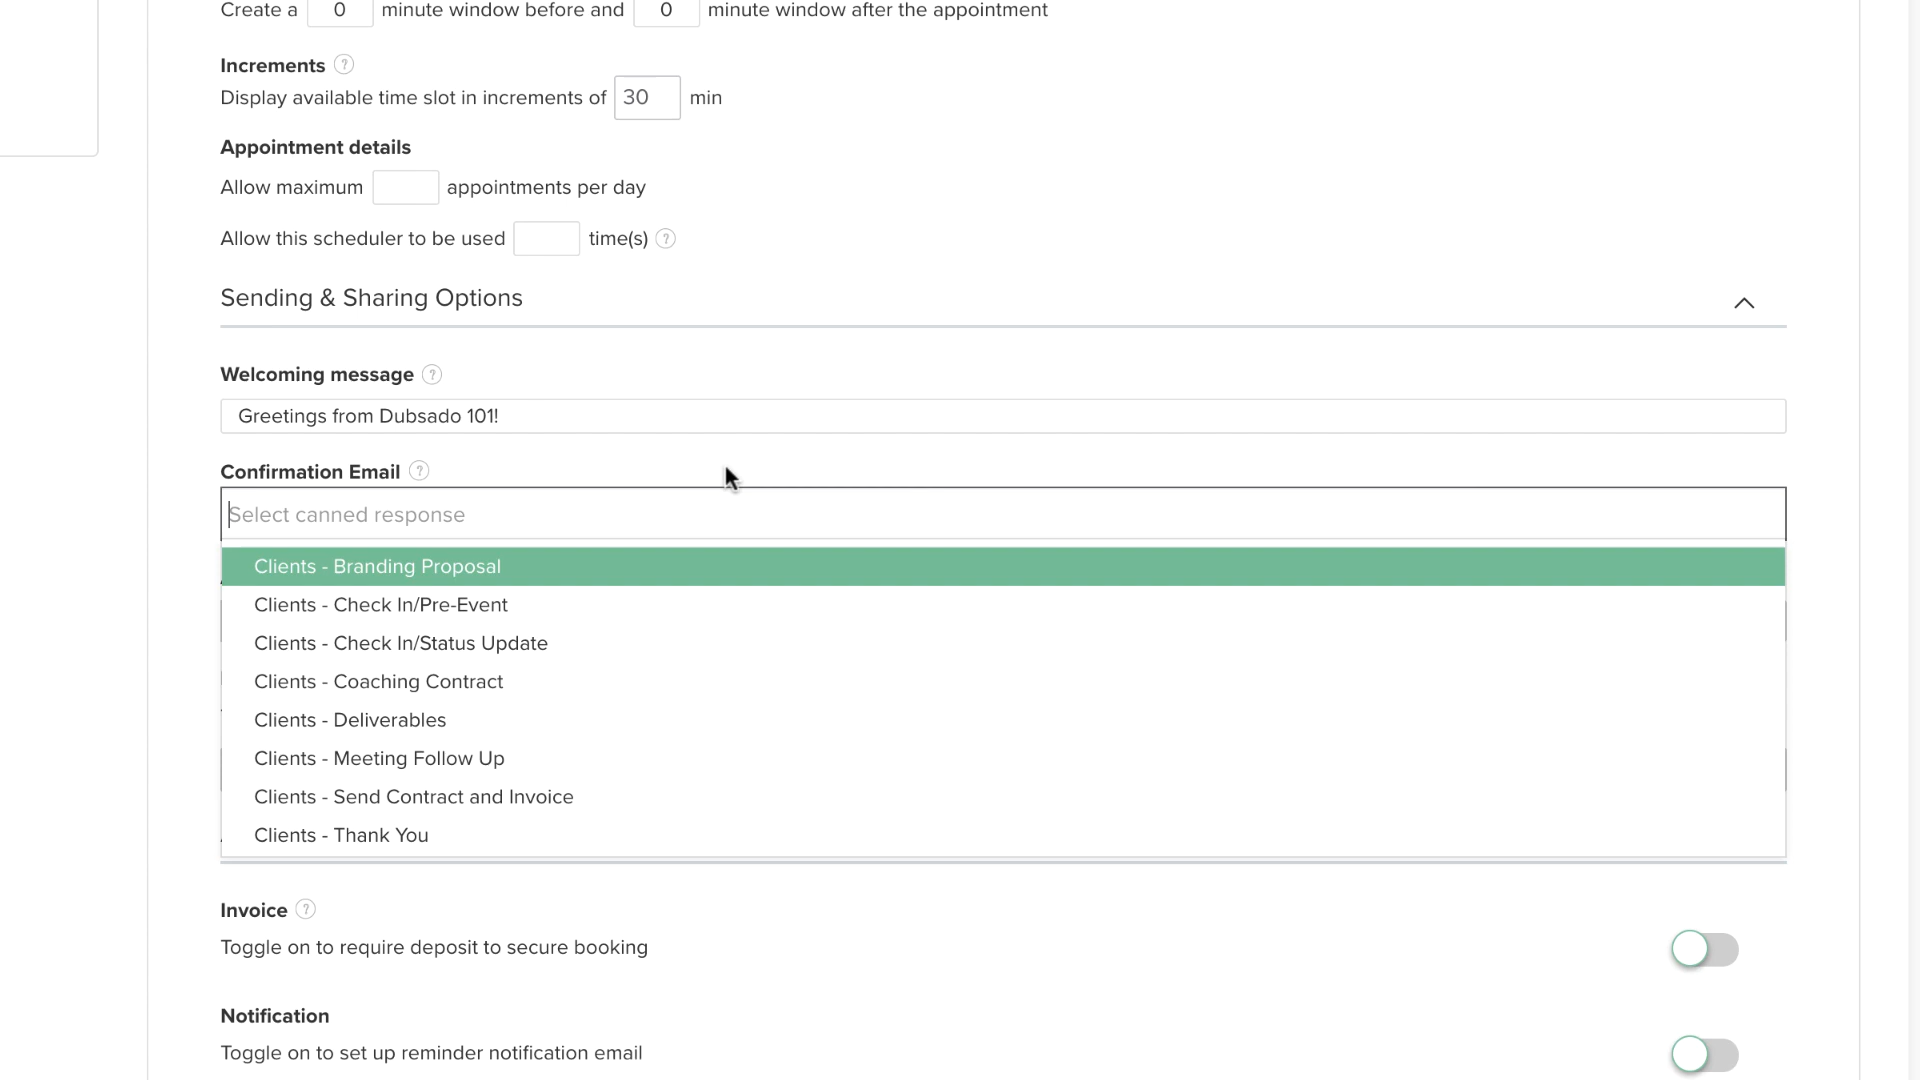 Create a 0 minute window before and 0 minute window after the appointment
Increments ?
Display available time slot in increments of 30 min
Appointment details
Allow maximum appointments per day
Allow this scheduler to be used time(s) ?
Sending & Sharing Options
Welcoming message ?
Greetings from Dubsado 101!
Confirmation Email ?
Select canned response
Clients - Branding Proposal
Clients - Check In/Pre-Event
Clients - Check In/Status Update
Clients - Coaching Contract
Clients - Deliverables
Clients - Meeting Follow Up
Clients - Send Contract and Invoice
Clients - Thank You
Invoice ?
Toggle on to require deposit to secure booking
Notification
Toggle on to set up reminder notification email